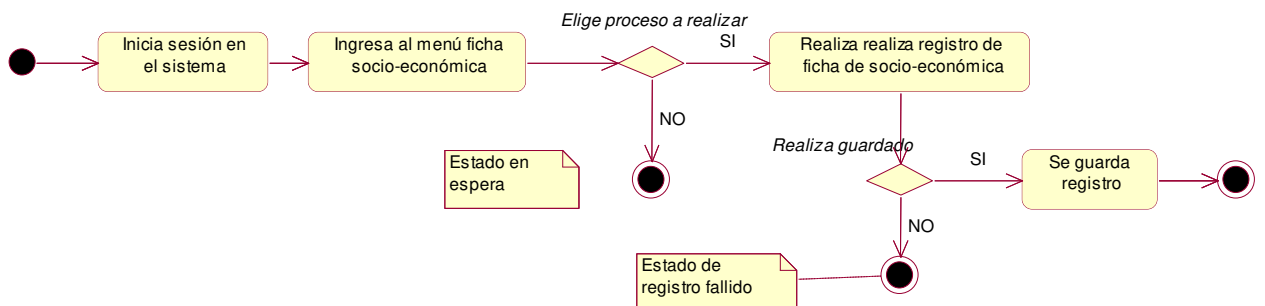 Elige proceso a realizar
Inicia sesión en
el sistema
Ingresa al menú ficha
socio-económica
SI
Realiza realiza registro de
ficha de socio-económica
NO
Realiza guardado
Estado en
espera
SI
Se guarda
registro
NO
Estado de
registro fallido